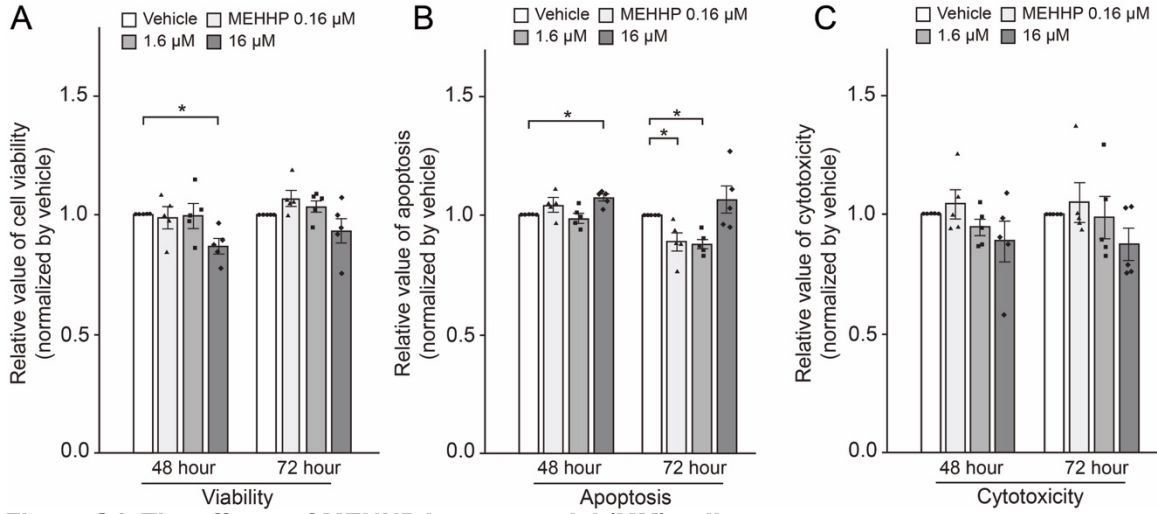 A
Vehicle MEHHP 0.16 µM
1.6 µM 16 µM
Relative value of cell viability
(normalized by vehicle)
1.5
1.0
0.5
0.0
*
48 hour 72 hour
Viability
B
Vehicle MEHHP 0.16 µM
1.6 µM 16 µM
Relative value of apoptosis
(normalized by vehicle)
1.5
1.0
0.5
0.0
*
*
*
48 hour 72 hour
Apoptosis
C
Vehicle MEHHP 0.16 µM
1.6 µM 16 µM
Relative value of cytotoxicity
(normalized by vehicle)
1.5
1.0
0.5
0.0
48 hour 72 hour
Cytotoxicity